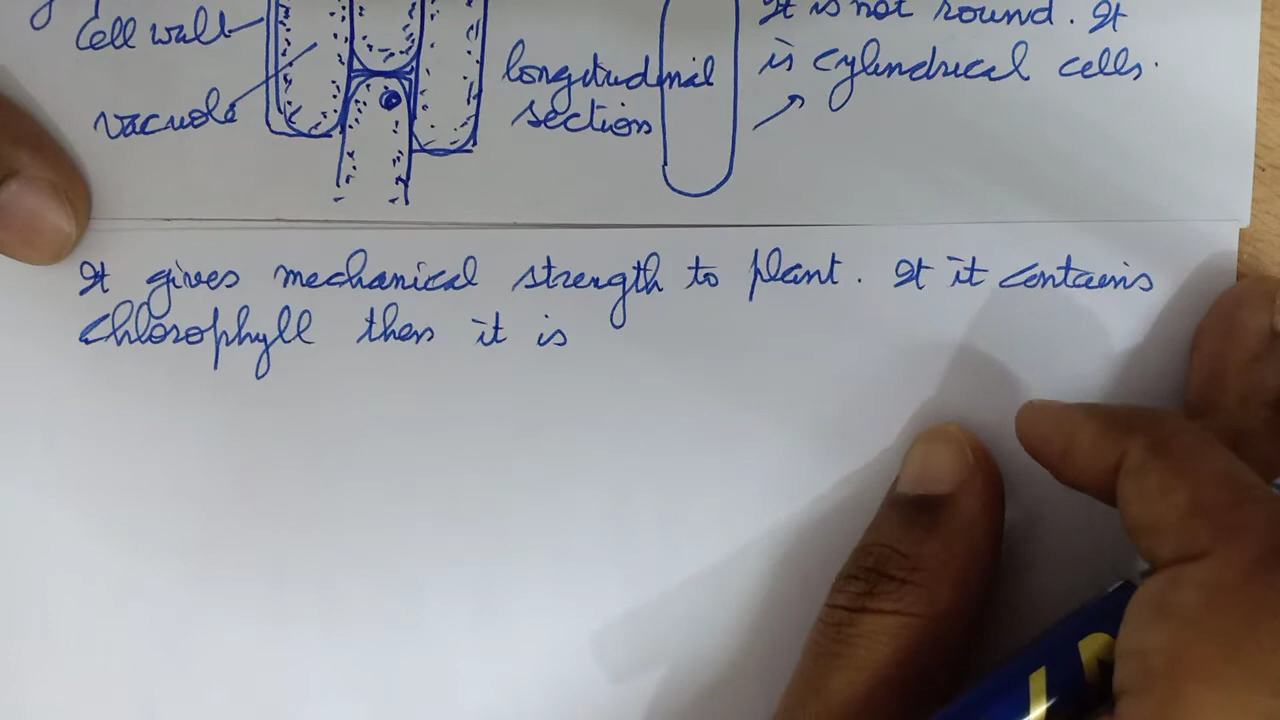 It is not round. It
Cell wall
longitudinal
is cylindrical cells.
vacuole
section
It gives mechanical strength to plant. It it contains
Chlorophyll then it is